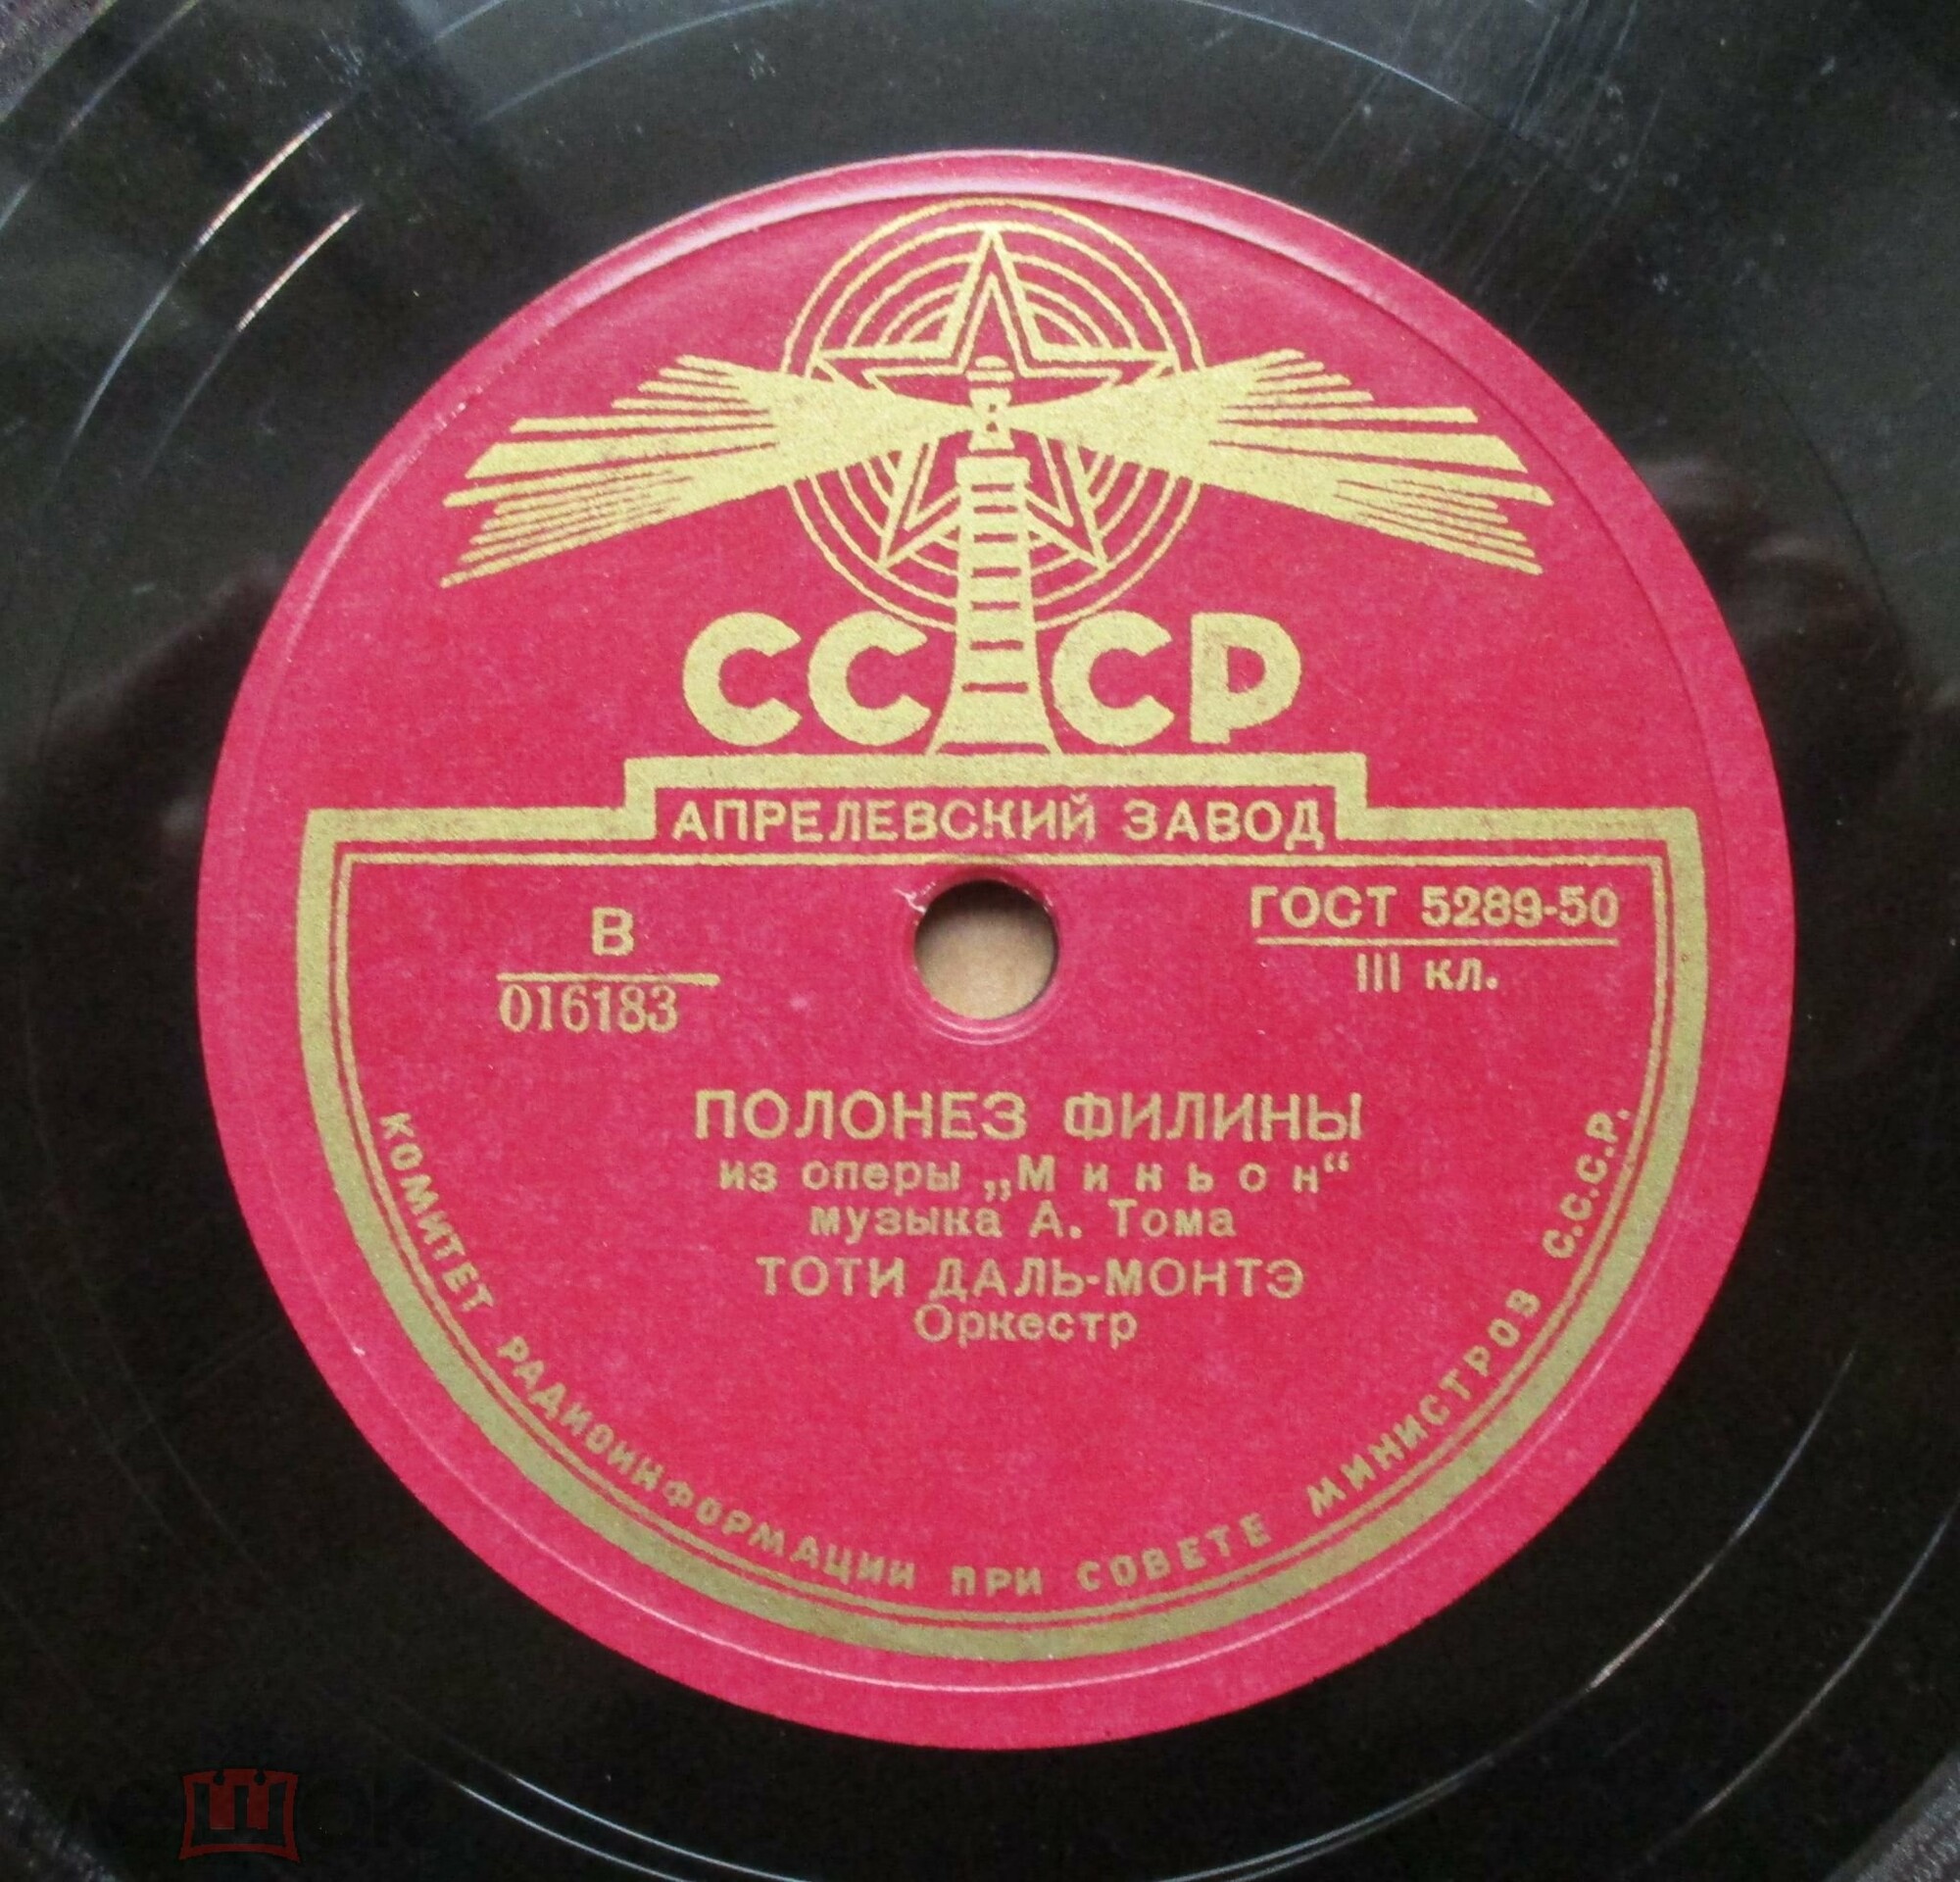 СССР
АПРЕЛЕВСКИЙ ЗАВОД
В
016183
ГОСТ 5289-50
III кл.
ПОЛОНЕЗ ФИЛИНЫ
из оперы „Миньон“
музыка А. Тома
ТОТИ ДАЛЬ-МОНТЭ
Оркестр
КОМИТЕТ РАДИОИНФОРМАЦИИ ПРИ СОВЕТЕ МИНИСТРОВ С.С.С.Р.